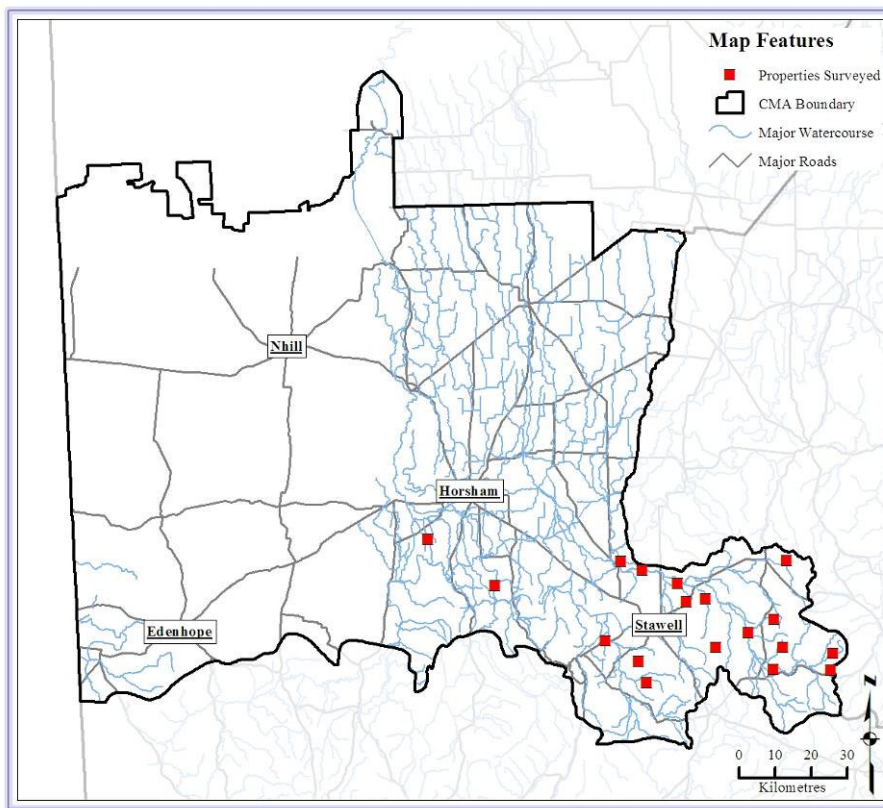 Map Features
Properties Surveyed
CMA Boundary
Major Watercourse
Major Roads
Nhill
Horsham
Edenhope
Stawell
N
0 10 20 30
Kilometres